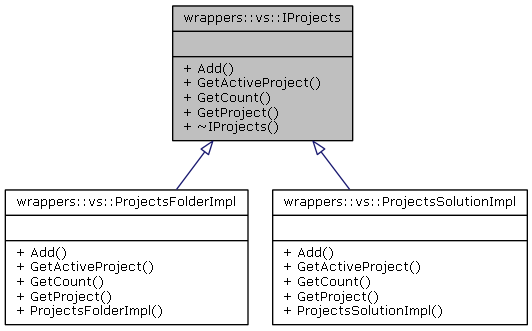 wrappers::vs::IProjects
+ Add()
+ GetActiveProject()
+ GetCount()
+ GetProject()
+ ~IProjects()
wrappers::vs::ProjectsFolderImpl
+ Add()
+ GetActiveProject()
+ GetCount()
+ GetProject()
+ ProjectsFolderImpl()
wrappers::vs::ProjectsSolutionImpl
+ Add()
+ GetActiveProject()
+ GetCount()
+ GetProject()
+ ProjectsSolutionImpl()